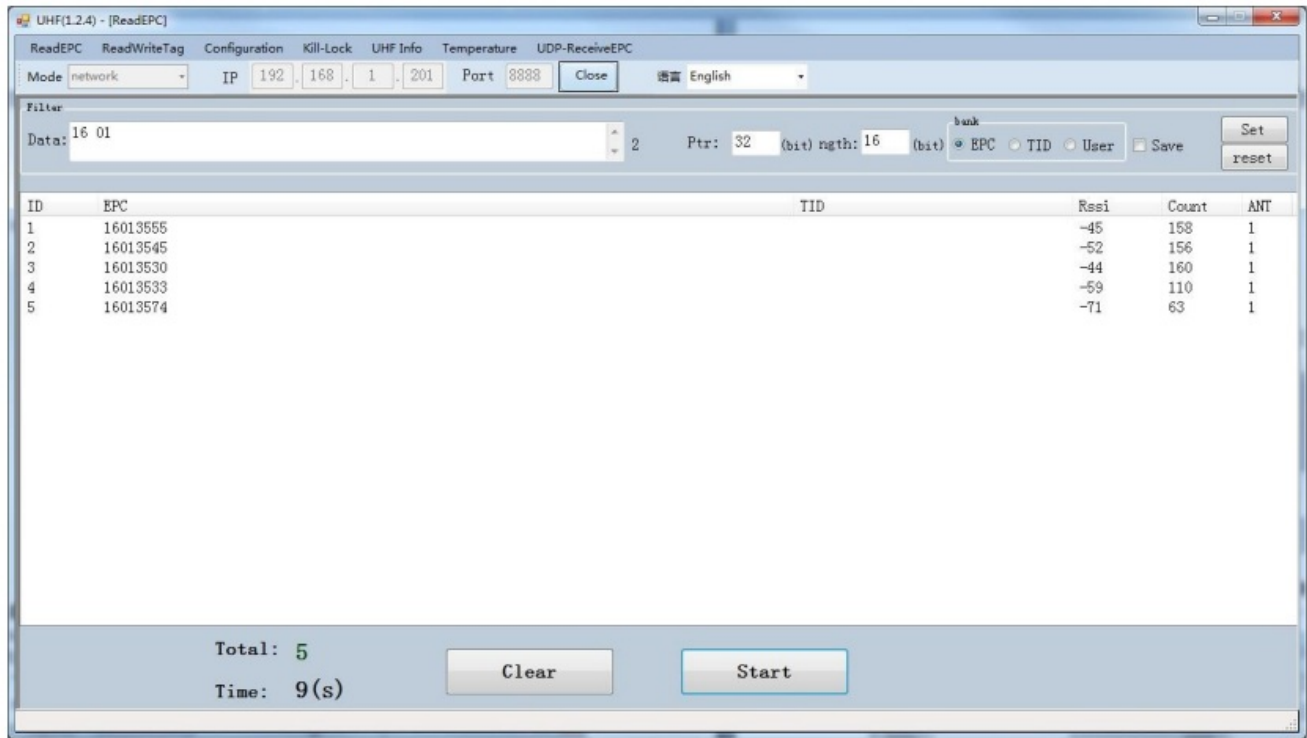 UHF(1.2.4) - [ReadEPC]
ReadEPC ReadWriteTag Configuration Kill-Lock UHF Info Temperature UDP-ReceiveEPC
Mode network IP 192 . 168 . 1 . 201 Port 8888 Close 语言 English
Filter
bank
Data: 16 01 2 Ptr: 32 (bit) ngth: 16 (bit) EPC TID User Save Set
reset
ID EPC TID Rssi Count ANT
1 16013555 -45 158 1
2 16013545 -52 156 1
3 16013530 -44 160 1
4 16013533 -59 110 1
5 16013574 -71 63 1
Total: 5
Time: 9(s)
Clear Start